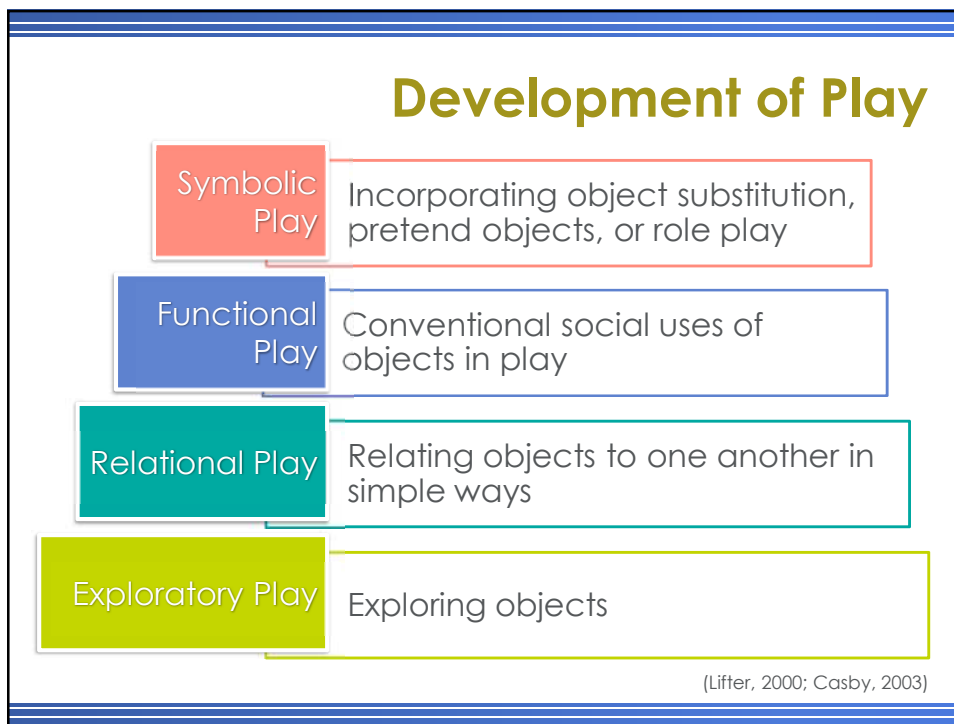 Development of Play
Symbolic
Play
Incorporating object substitution,
pretend objects, or role play
Functional
Play
Conventional social uses of
objects in play
Relational Play
Relating objects to one another in
simple ways
Exploratory Play
Exploring objects
(Lifter, 2000; Casby, 2003)